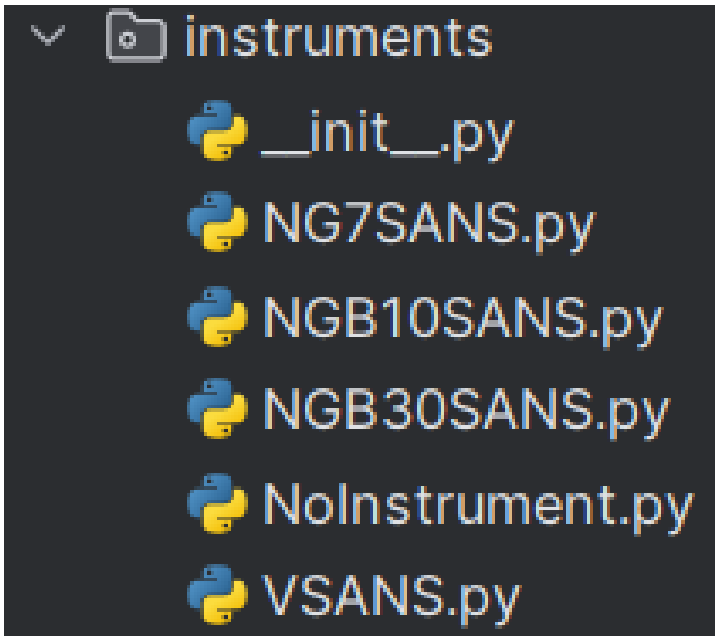 instruments
__init__.py
NG7SANS.py
NGB10SANS.py
NGB30SANS.py
NoInstrument.py
VSANS.py